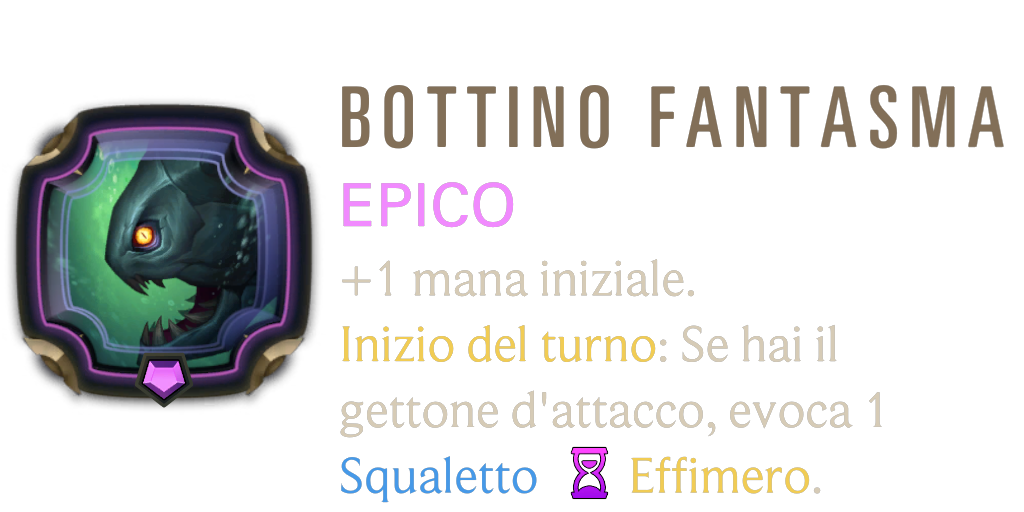 BOTTINO FANTASMA
EPICO
+1 mana iniziale.
Inizio del turno: Se hai il
gettone d'attacco, evoca 1
Squaletto Effimero.